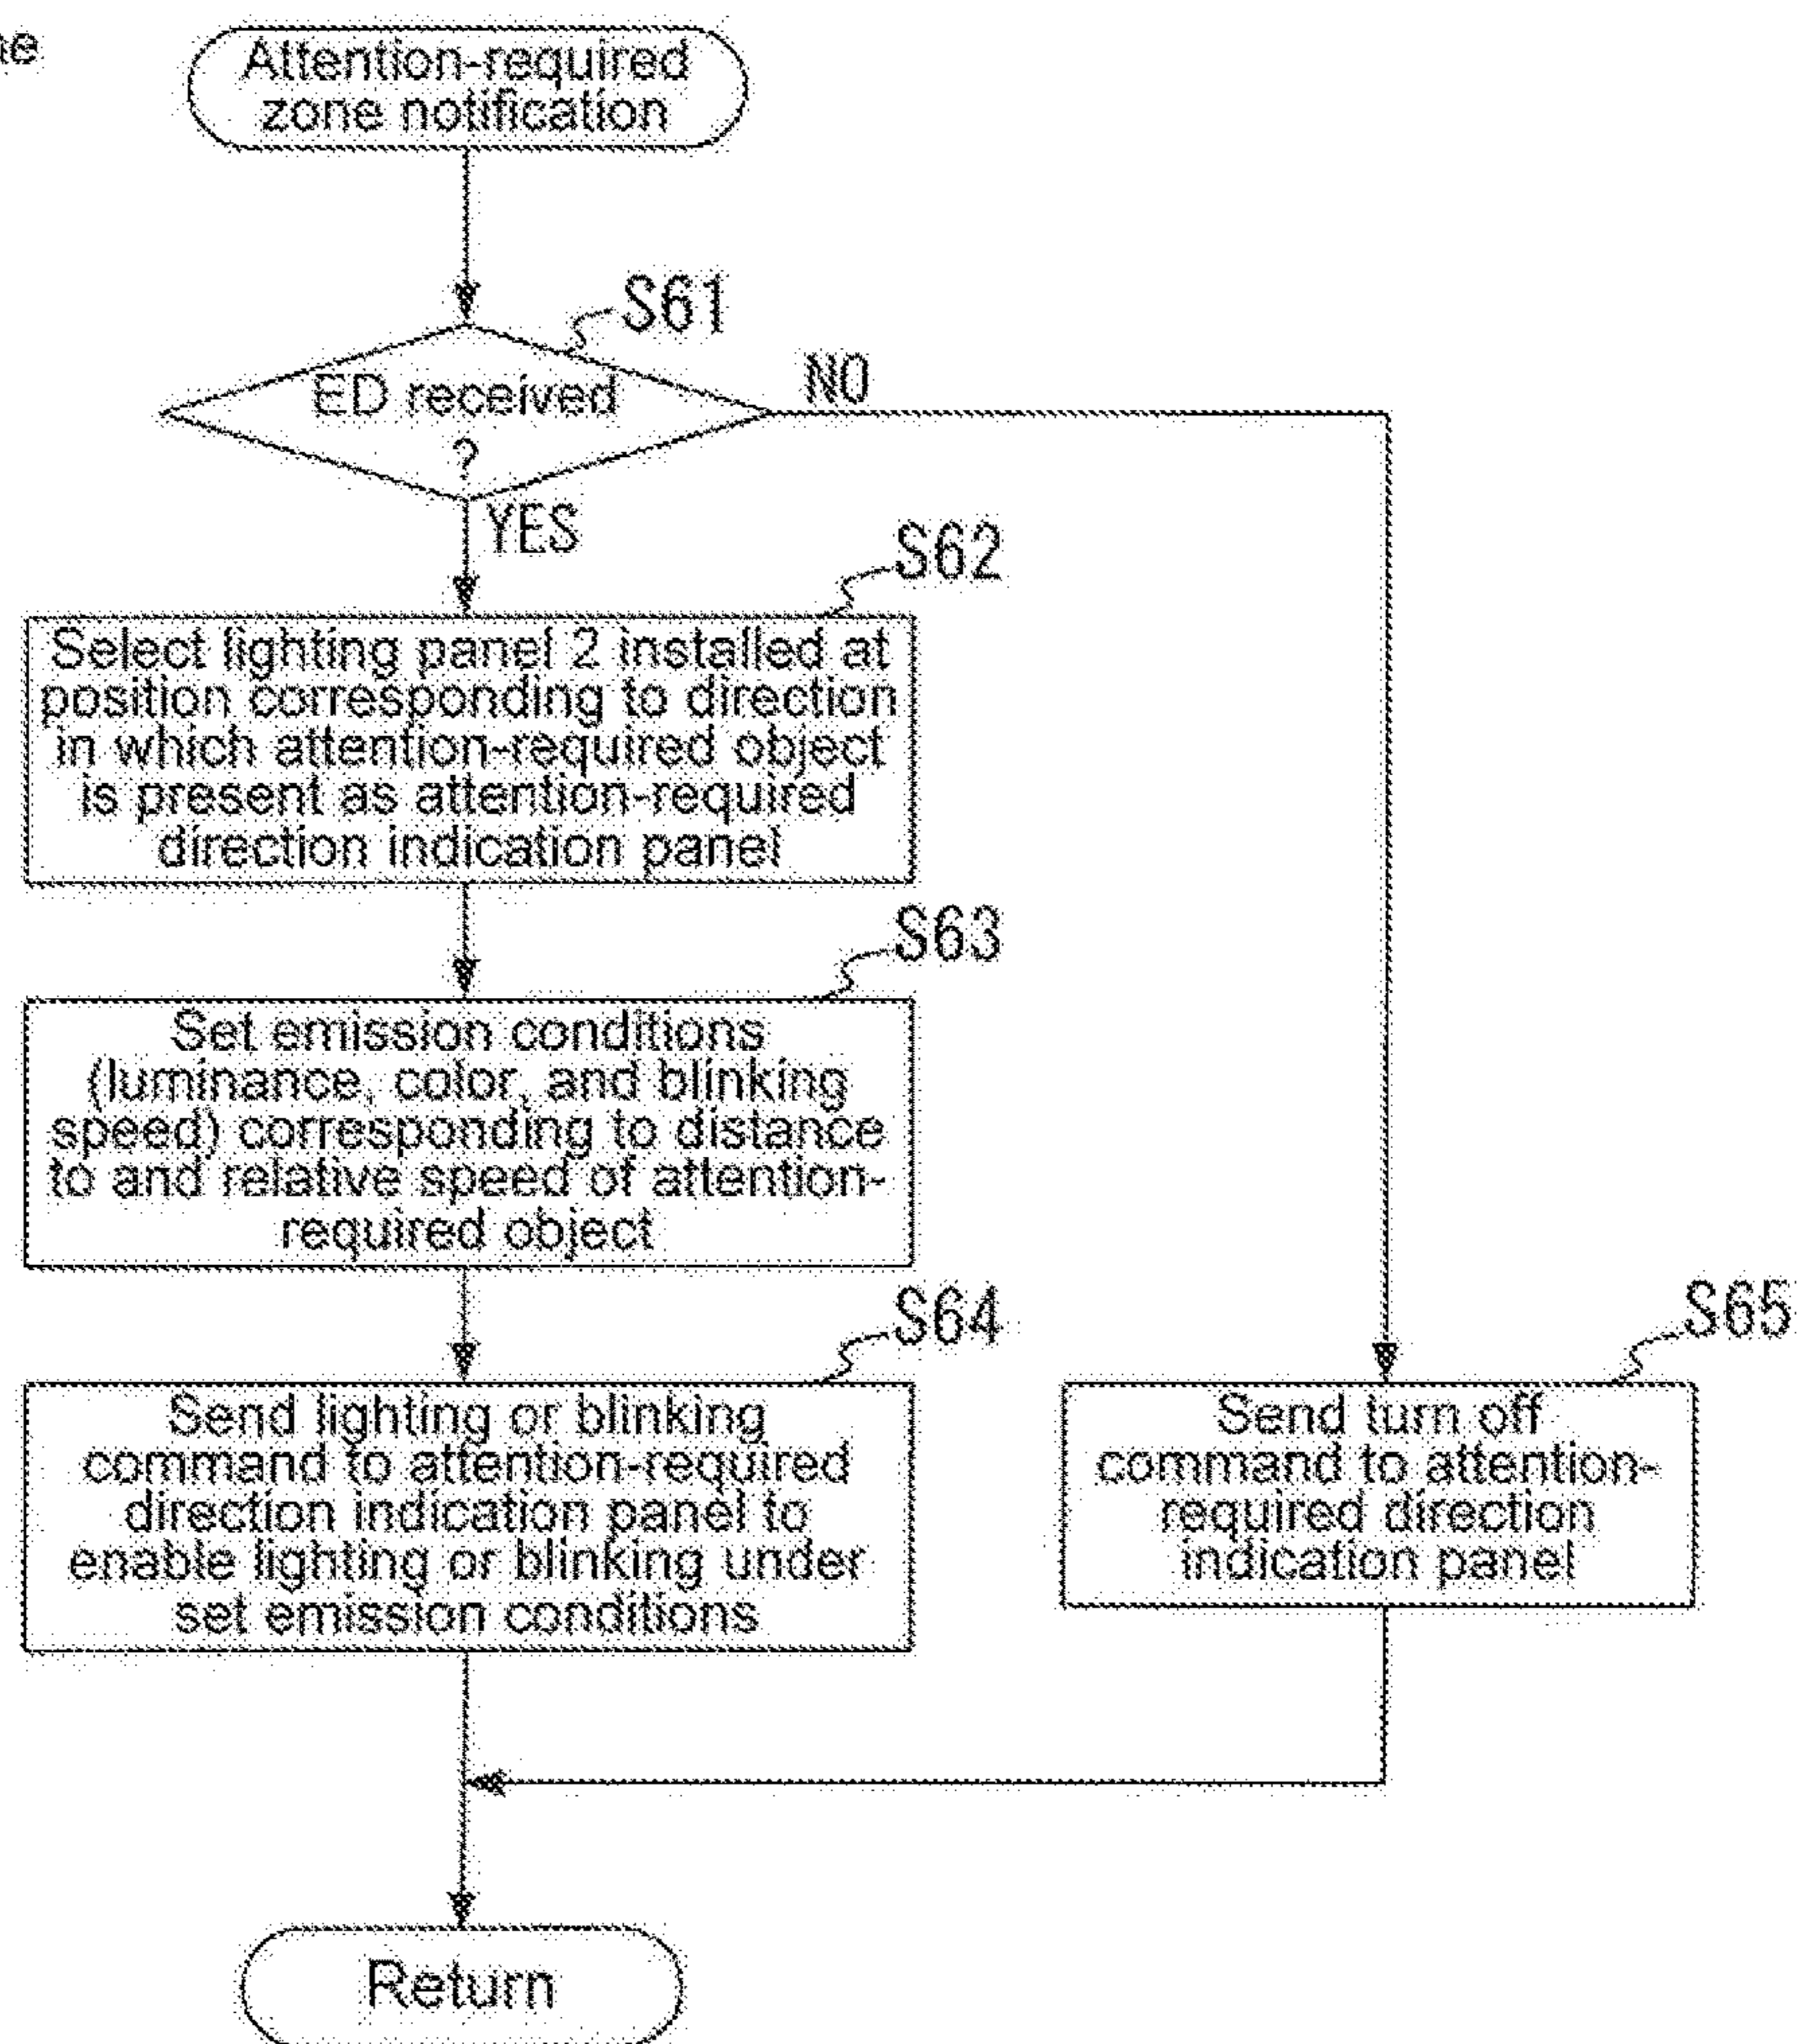 Attention-required
zone notification
S61
ED received
?
NO
YES
S62
Select lighting panel 2 installed at
position corresponding to direction
in which attention-required object
is present as attention-required
direction indication panel
S63
Set emission conditions
(luminance, color, and blinking
speed) corresponding to distance
to and relative speed of attention-
required object
S64
Send lighting or blinking
command to attention-required
direction indication panel to
enable lighting or blinking under
set emission conditions
S65
Send turn off
command to attention-
required direction
indication panel
Return